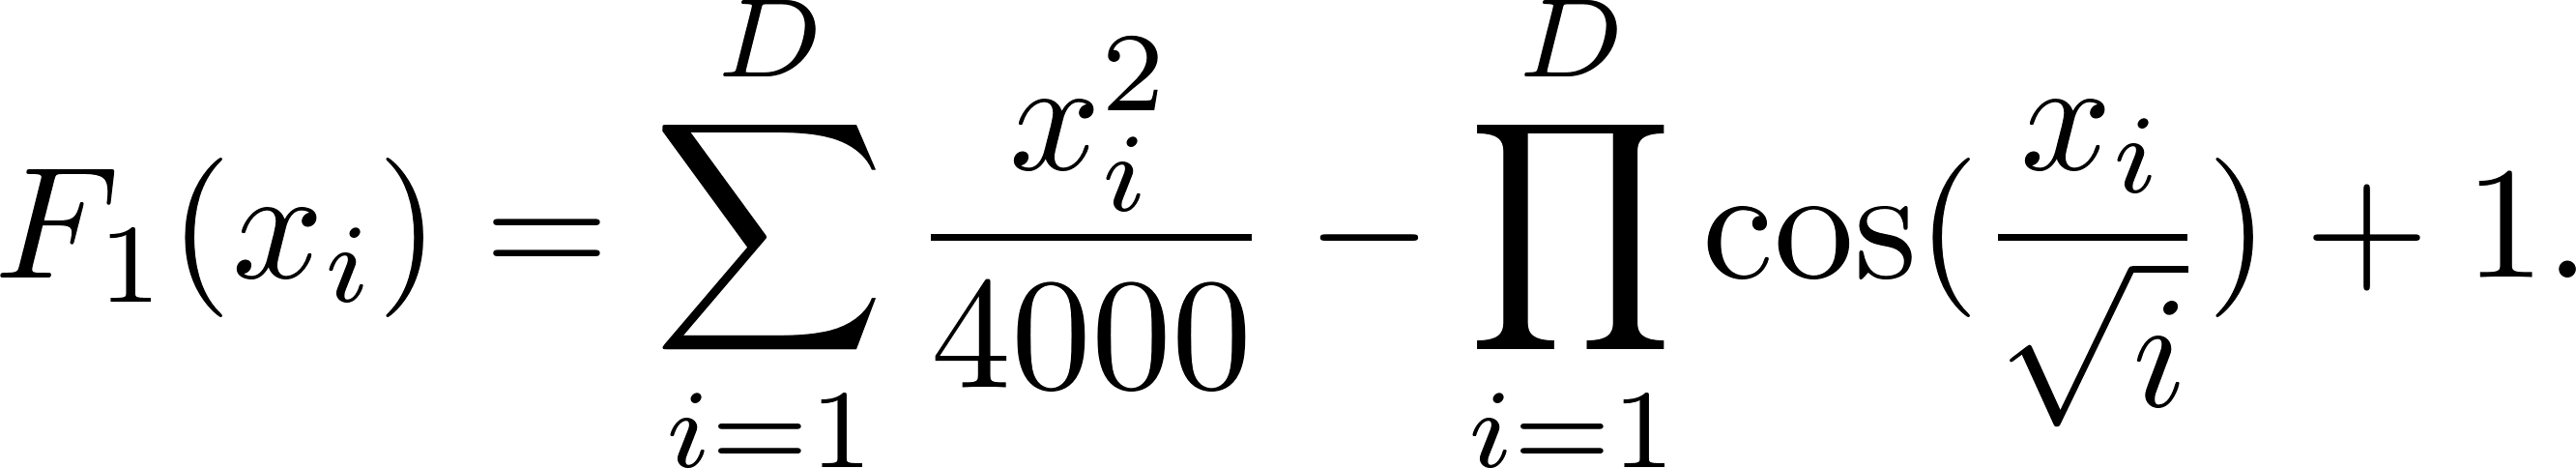 F_1(x_i) = \sum_{i=1}^{D} \frac{x_i^2}{4000} - \prod_{i=1}^{D} \cos(\frac{x_i}{\sqrt{i}}) + 1.